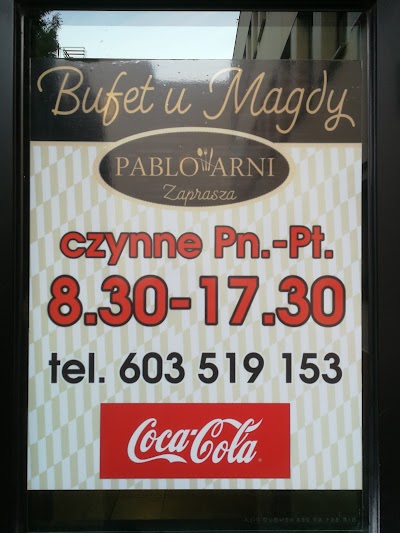 Bufet u Magdy
PABLO ARNI
Zaprasza
czynne Pn.-Pt.
8.30-17.30
tel. 603 519 153
Coca-Cola